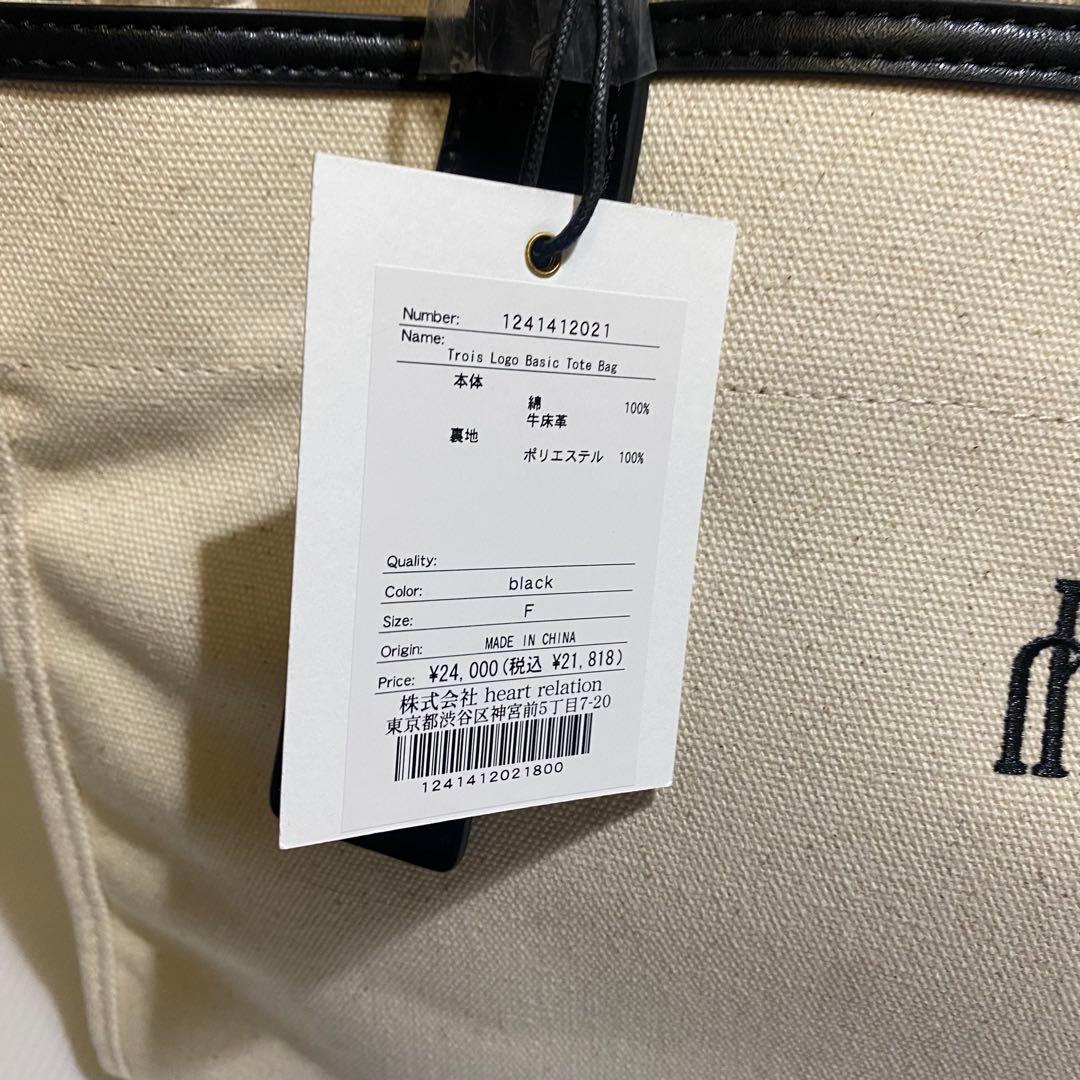 Number: 1241412021
Name:
Trois Logo Basic Tote Bag
本体
綿 100%
牛床革
裏地
ポリエステル 100%
Quality:
Color: black
Size: F
Origin: MADE IN CHINA
Price: ¥24,000(税込 ¥21,818)
株式会社 heart relation
東京都渋谷区神宮前5丁目7-20
1241412021800